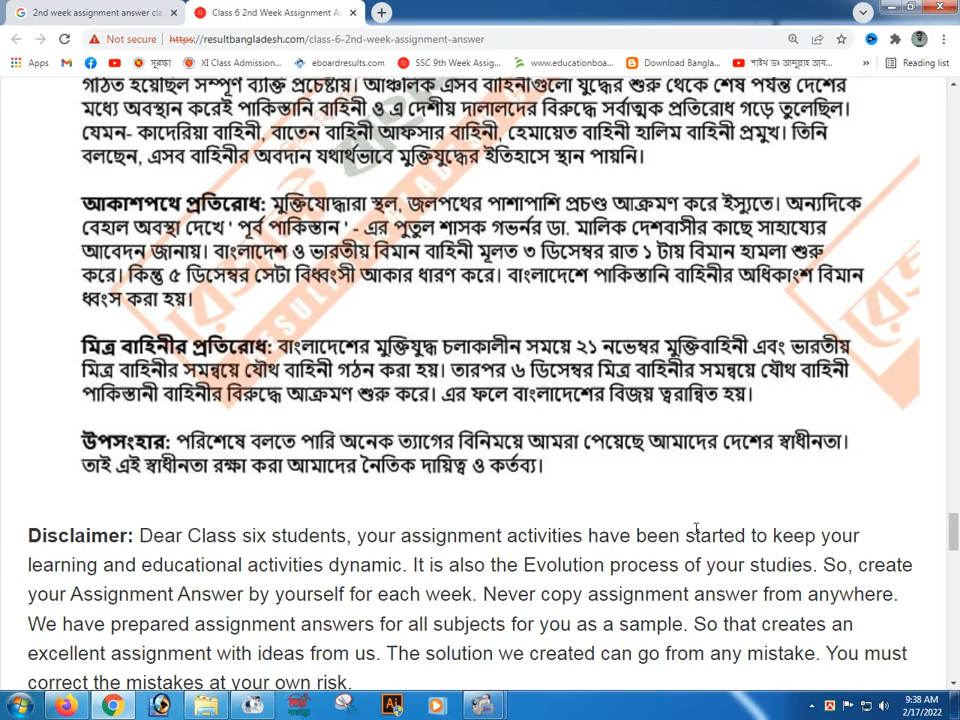 2nd week assignment answer cl
Class 6 2nd Week Assignment A
Not secure
https://resultbangladesh.com/class-6-2nd-week-assignment-answer
Apps
সুরক্ষা
XI Class Admission...
eboardresults.com
SSC 9th Week Assig...
www.educationboa...
Download Bangla...
শাইখ ডঃ আব্দুল্লাহ জাহ...
Reading list
গঠিত হয়েছিল সম্পূর্ণ ব্যক্তি প্রচেষ্টায়। আঞ্চলিক এসব বাহিনীগুলো যুদ্ধের শুরু থেকে শেষ পর্যন্ত দেশের
মধ্যে অবস্থান করেই পাকিস্তানি বাহিনী ও এ দেশীয় দালালদের বিরুদ্ধে সর্বাত্মক প্রতিরোধ গড়ে তুলেছিল।
যেমন- কাদেরিয়া বাহিনী, বাতেন বাহিনী আফসার বাহিনী, হেমায়েত বাহিনী হালিম বাহিনী প্রমুখ। তিনি
বলছেন, এসব বাহিনীর অবদান যথার্থভাবে মুক্তিযুদ্ধের ইতিহাসে স্থান পায়নি।
আকাশপথে প্রতিরোধ: মুক্তিযোদ্ধারা স্থল, জলপথের পাশাপাশি প্রচণ্ড আক্রমণ করে ইস্যুতে। অন্যদিকে
বেহাল অবস্থা দেখে ' পূর্ব পাকিস্তান ' - এর পুতুল শাসক গভর্নর ডা. মালিক দেশবাসীর কাছে সাহায্যের
আবেদন জানায়। বাংলাদেশ ও ভারতীয় বিমান বাহিনী মূলত ৩ ডিসেম্বর রাত ১ টায় বিমান হামলা শুরু
করে। কিন্তু ৫ ডিসেম্বর সেটা বিধ্বংসী আকার ধারণ করে। বাংলাদেশে পাকিস্তানি বাহিনীর অধিকাংশ বিমান
ধ্বংস করা হয়।
মিত্র বাহিনীর প্রতিরোধ: বাংলাদেশের মুক্তিযুদ্ধ চলাকালীন সময়ে ২১ নভেম্বর মুক্তিবাহিনী এবং ভারতীয়
মিত্র বাহিনীর সমন্বয়ে যৌথ বাহিনী গঠন করা হয়। তারপর ৬ ডিসেম্বর মিত্র বাহিনীর সমন্বয়ে যৌথ বাহিনী
পাকিস্তানী বাহিনীর বিরুদ্ধে আক্রমণ শুরু করে। এর ফলে বাংলাদেশের বিজয় ত্বরান্বিত হয়।
উপসংহার: পরিশেষে বলতে পারি অনেক ত্যাগের বিনিময়ে আমরা পেয়েছে আমাদের দেশের স্বাধীনতা।
তাই এই স্বাধীনতা রক্ষা করা আমাদের নৈতিক দায়িত্ব ও কর্তব্য।
Disclaimer: Dear Class six students, your assignment activities have been started to keep your
learning and educational activities dynamic. It is also the Evolution process of your studies. So, create
your Assignment Answer by yourself for each week. Never copy assignment answer from anywhere.
We have prepared assignment answers for all subjects for you as a sample. So that creates an
excellent assignment with ideas from us. The solution we created can go from any mistake. You must
correct the mistakes at your own risk.
9:38 AM
2/17/2022